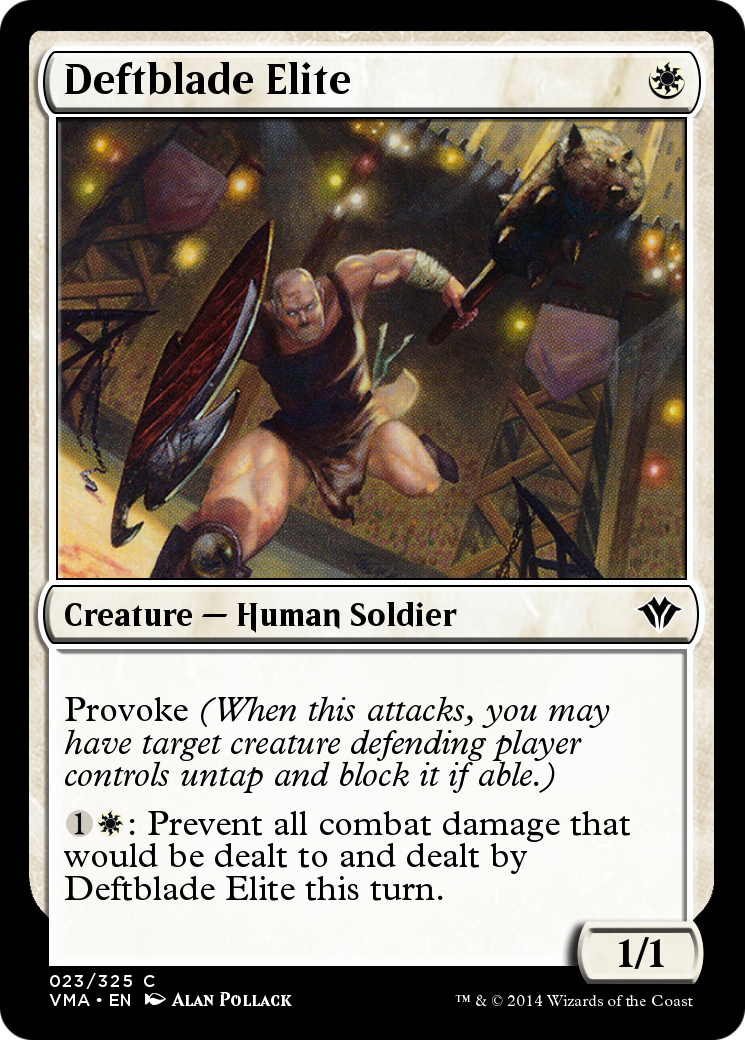 Deftblade Elite
Creature — Human Soldier
Provoke (When this attacks, you may
have target creature defending player
controls untap and block it if able.)
1: Prevent all combat damage that
would be dealt to and dealt by
Deftblade Elite this turn.
1/1
023/325 C
VMA • EN Alan Pollack
™ & © 2014 Wizards of the Coast